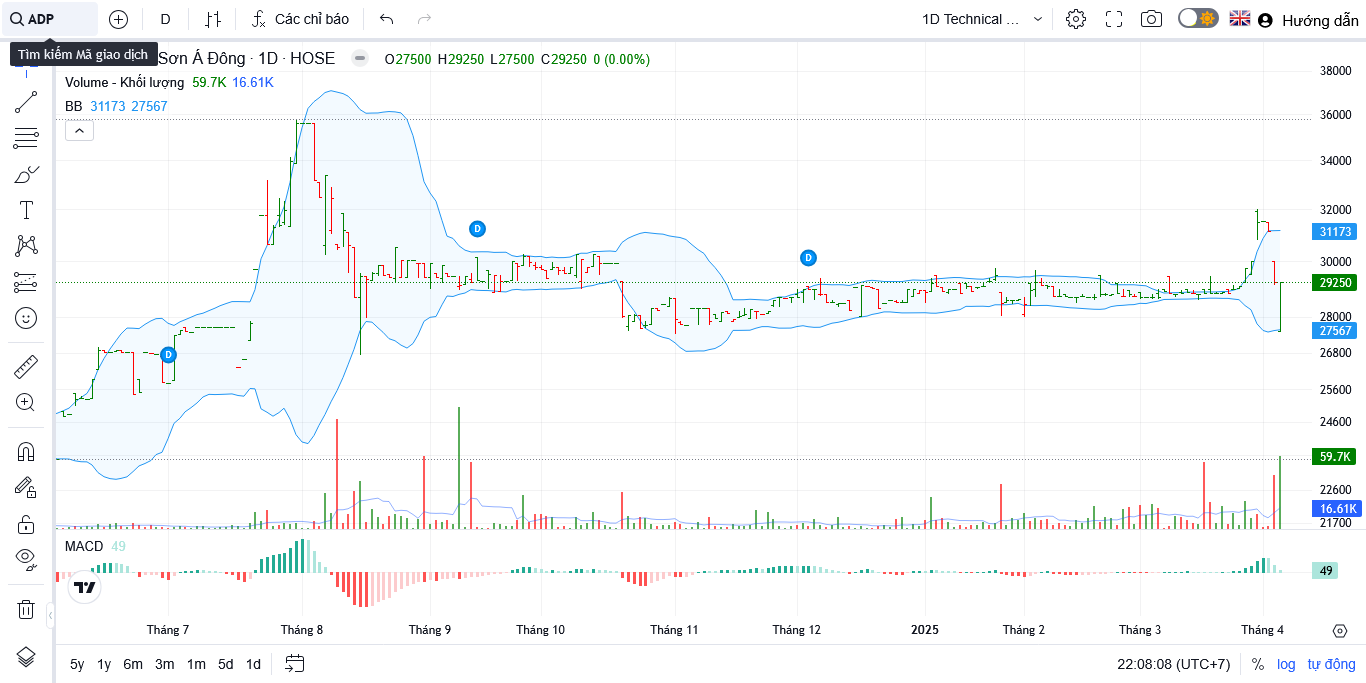 ADP D Các chỉ báo 1D Technical ... Hướng dẫn
Tìm kiếm Mã giao dịch
Sơn Á Đông · 1D · HOSE O27500 H29250 L27500 C29250 0 (0.00%)
Volume - Khối lượng 59.7K 16.61K
BB 31173 27567
38000
36000
34000
32000
31173
30000
29250
28000
27567
26800
25600
24600
59.7K
22600
16.61K
21700
D
D
D
MACD 49
49
Tháng 7 Tháng 8 Tháng 9 Tháng 10 Tháng 11 Tháng 12 2025 Tháng 2 Tháng 3 Tháng 4
5y 1y 6m 3m 1m 5d 1d 22:08:08 (UTC+7) % log tự động